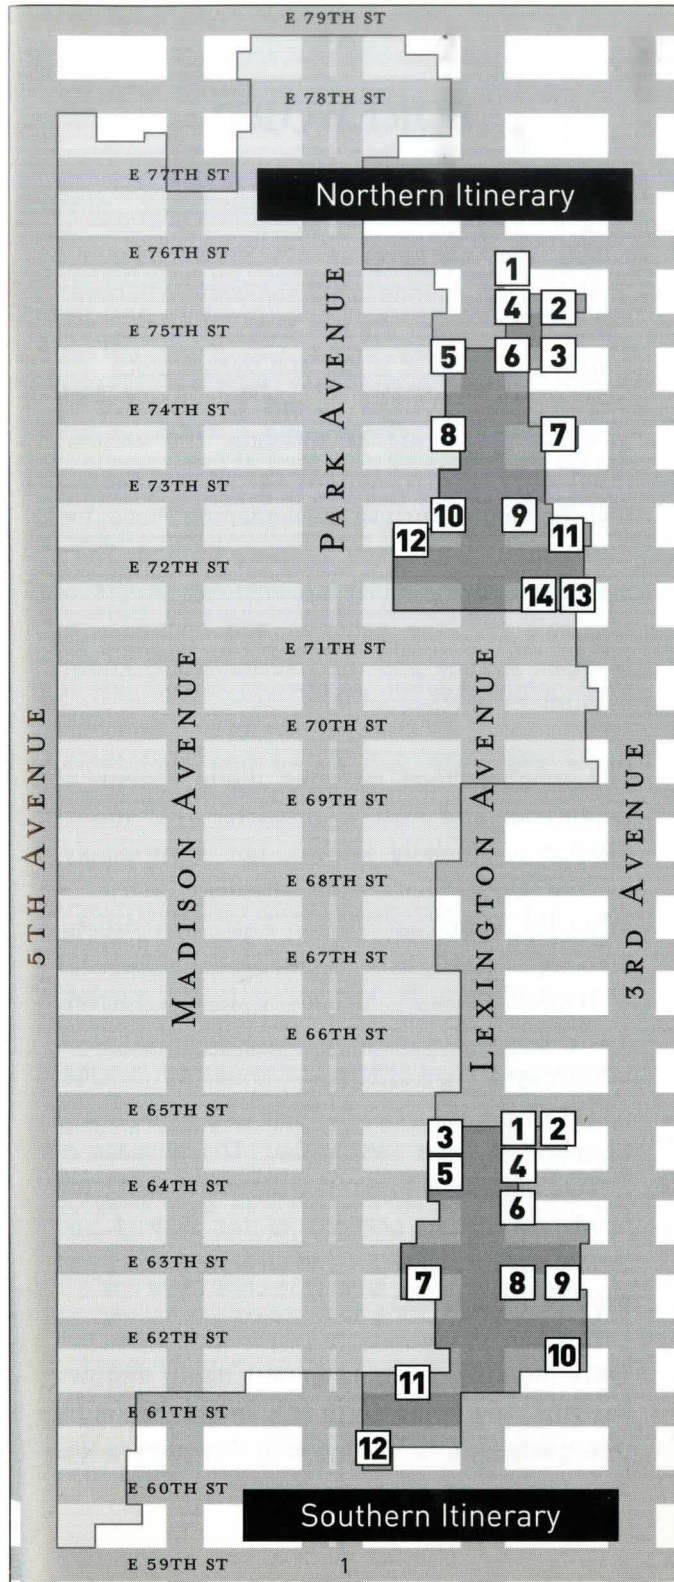 E 79TH ST
E 78TH ST
E 77TH ST
Northern Itinerary
E 76TH ST
1
4 2
E 75TH ST
5 6 3
E 74TH ST
8 7
E 73TH ST
10 9
12 11
E 72TH ST
14 13
E 71TH ST
E 70TH ST
E 69TH ST
E 68TH ST
E 67TH ST
E 66TH ST
5TH AVENUE
MADISON AVENUE
PARK AVENUE
LEXINGTON AVENUE
3RD AVENUE
E 65TH ST
3 1 2
5 4
E 64TH ST
6
E 63TH ST
7 8 9
E 62TH ST
10
11
E 61TH ST
12
E 60TH ST
Southern Itinerary
E 59TH ST
1